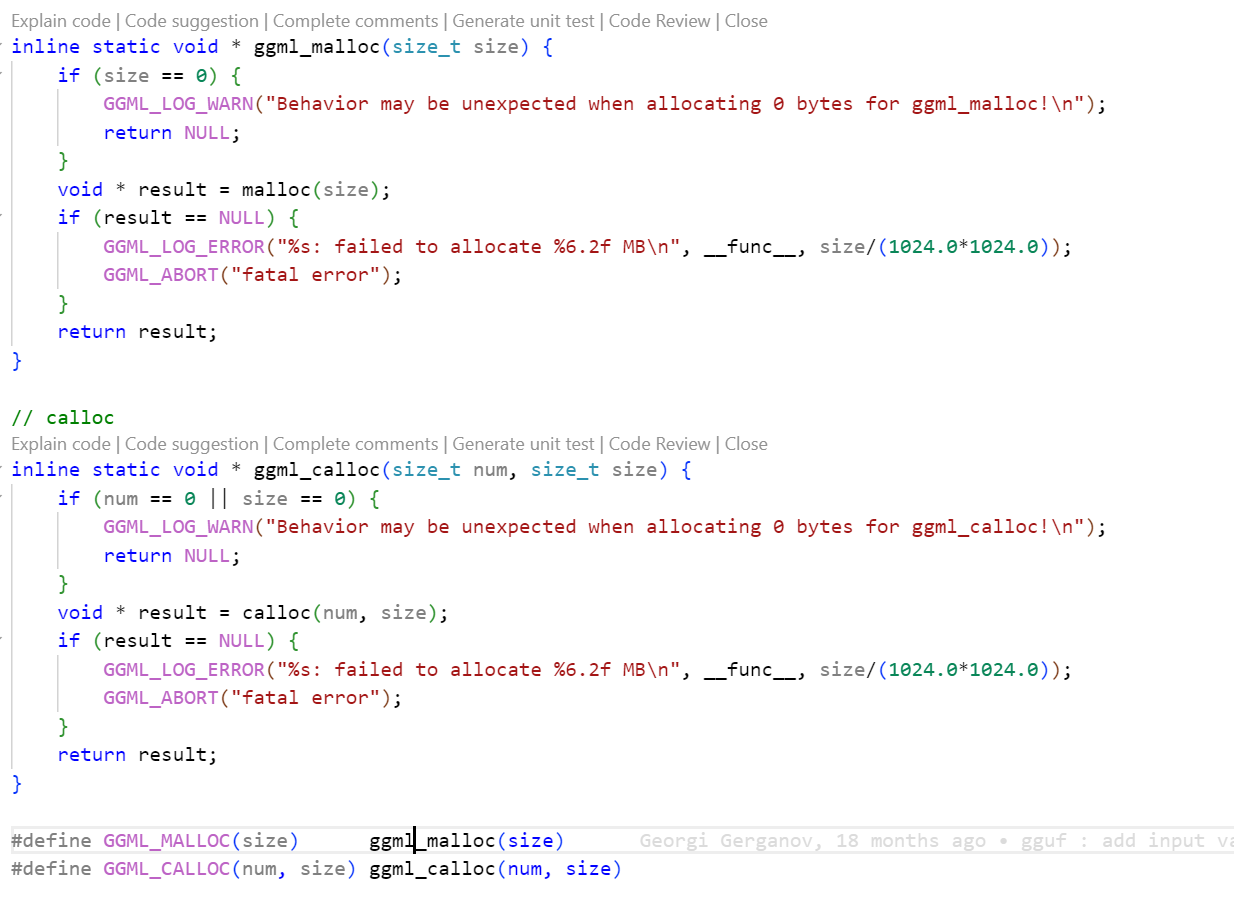 Explain code | Code suggestion | Complete comments | Generate unit test | Code Review | Close
inline static void * ggml_malloc(size_t size) {
    if (size == 0) {
        GGML_LOG_WARN("Behavior may be unexpected when allocating 0 bytes for ggml_malloc!\n");
        return NULL;
    }
    void * result = malloc(size);
    if (result == NULL) {
        GGML_LOG_ERROR("%s: failed to allocate %6.2f MB\n", __func__, size/(1024.0*1024.0));
        GGML_ABORT("fatal error");
    }
    return result;
}
// calloc
Explain code | Code suggestion | Complete comments | Generate unit test | Code Review | Close
inline static void * ggml_calloc(size_t num, size_t size) {
    if (num == 0 || size == 0) {
        GGML_LOG_WARN("Behavior may be unexpected when allocating 0 bytes for ggml_calloc!\n");
        return NULL;
    }
    void * result = calloc(num, size);
    if (result == NULL) {
        GGML_LOG_ERROR("%s: failed to allocate %6.2f MB\n", __func__, size/(1024.0*1024.0));
        GGML_ABORT("fatal error");
    }
    return result;
}
#define GGML_MALLOC(size)      ggml_malloc(size)      Georgi Gerganov, 18 months ago • gguf : add input va
#define GGML_CALLOC(num, size) ggml_calloc(num, size)